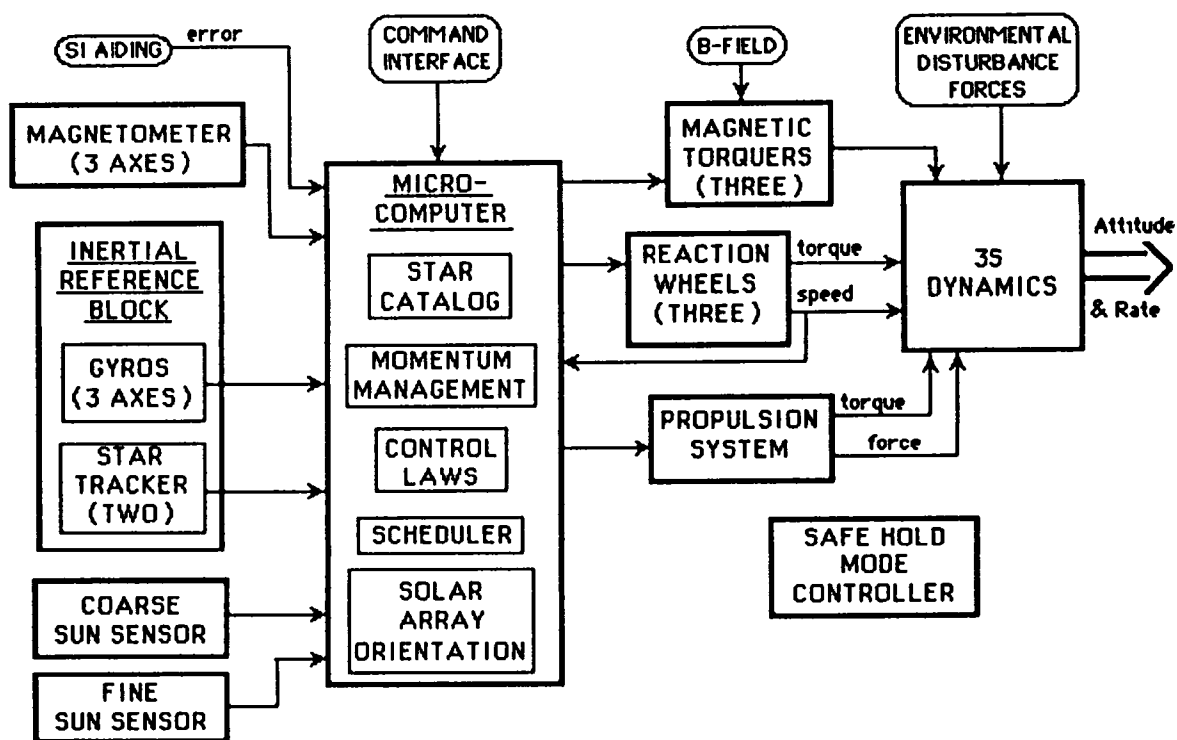 SI AIDING
error
COMMAND
INTERFACE
B-FIELD
ENVIRONMENTAL
DISTURBANCE
FORCES
MAGNETOMETER
(3 AXES)
MICRO-
COMPUTER
STAR
CATALOG
MOMENTUM
MANAGEMENT
CONTROL
LAWS
SCHEDULER
SOLAR
ARRAY
ORIENTATION
MAGNETIC
TORQUERS
(THREE)
INERTIAL
REFERENCE
BLOCK
GYROS
(3 AXES)
STAR
TRACKER
(TWO)
REACTION
WHEELS
(THREE)
torque
speed
3S
DYNAMICS
Attitude
& Rate
PROPULSION
SYSTEM
torque
force
SAFE HOLD
MODE
CONTROLLER
COARSE
SUN SENSOR
FINE
SUN SENSOR